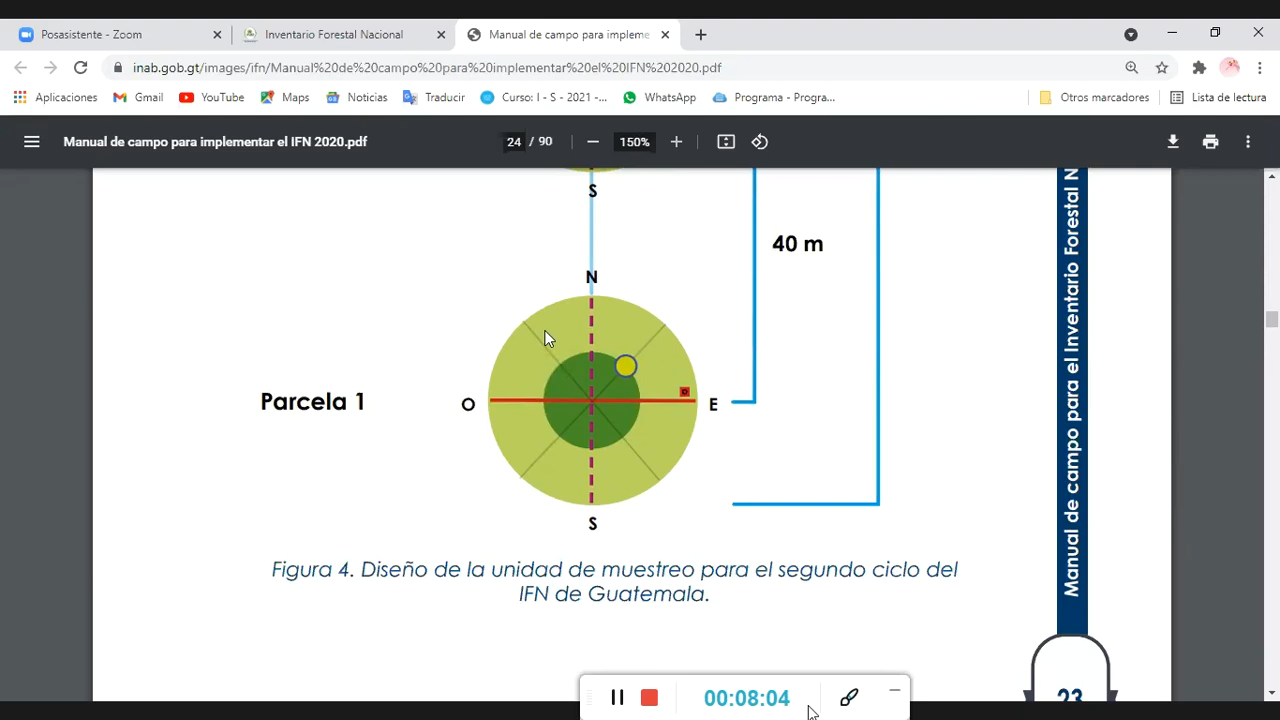 Posasistente - Zoom
Inventario Forestal Nacional
Manual de campo para impleme
inab.gob.gt/images/ifn/Manual%20de%20campo%20para%20implementar%20el%20IFN%202020.pdf
Aplicaciones
Gmail
YouTube
Maps
Noticias
Traducir
Curso: I - S - 2021 -...
WhatsApp
Programa - Progra...
Otros marcadores
Lista de lectura
Manual de campo para implementar el IFN 2020.pdf
24 / 90
150%
S
40 m
N
Parcela 1
O
E
S
Figura 4. Diseño de la unidad de muestreo para el segundo ciclo del
IFN de Guatemala.
Manual de campo para el Inventario Forestal N
23
00:08:04